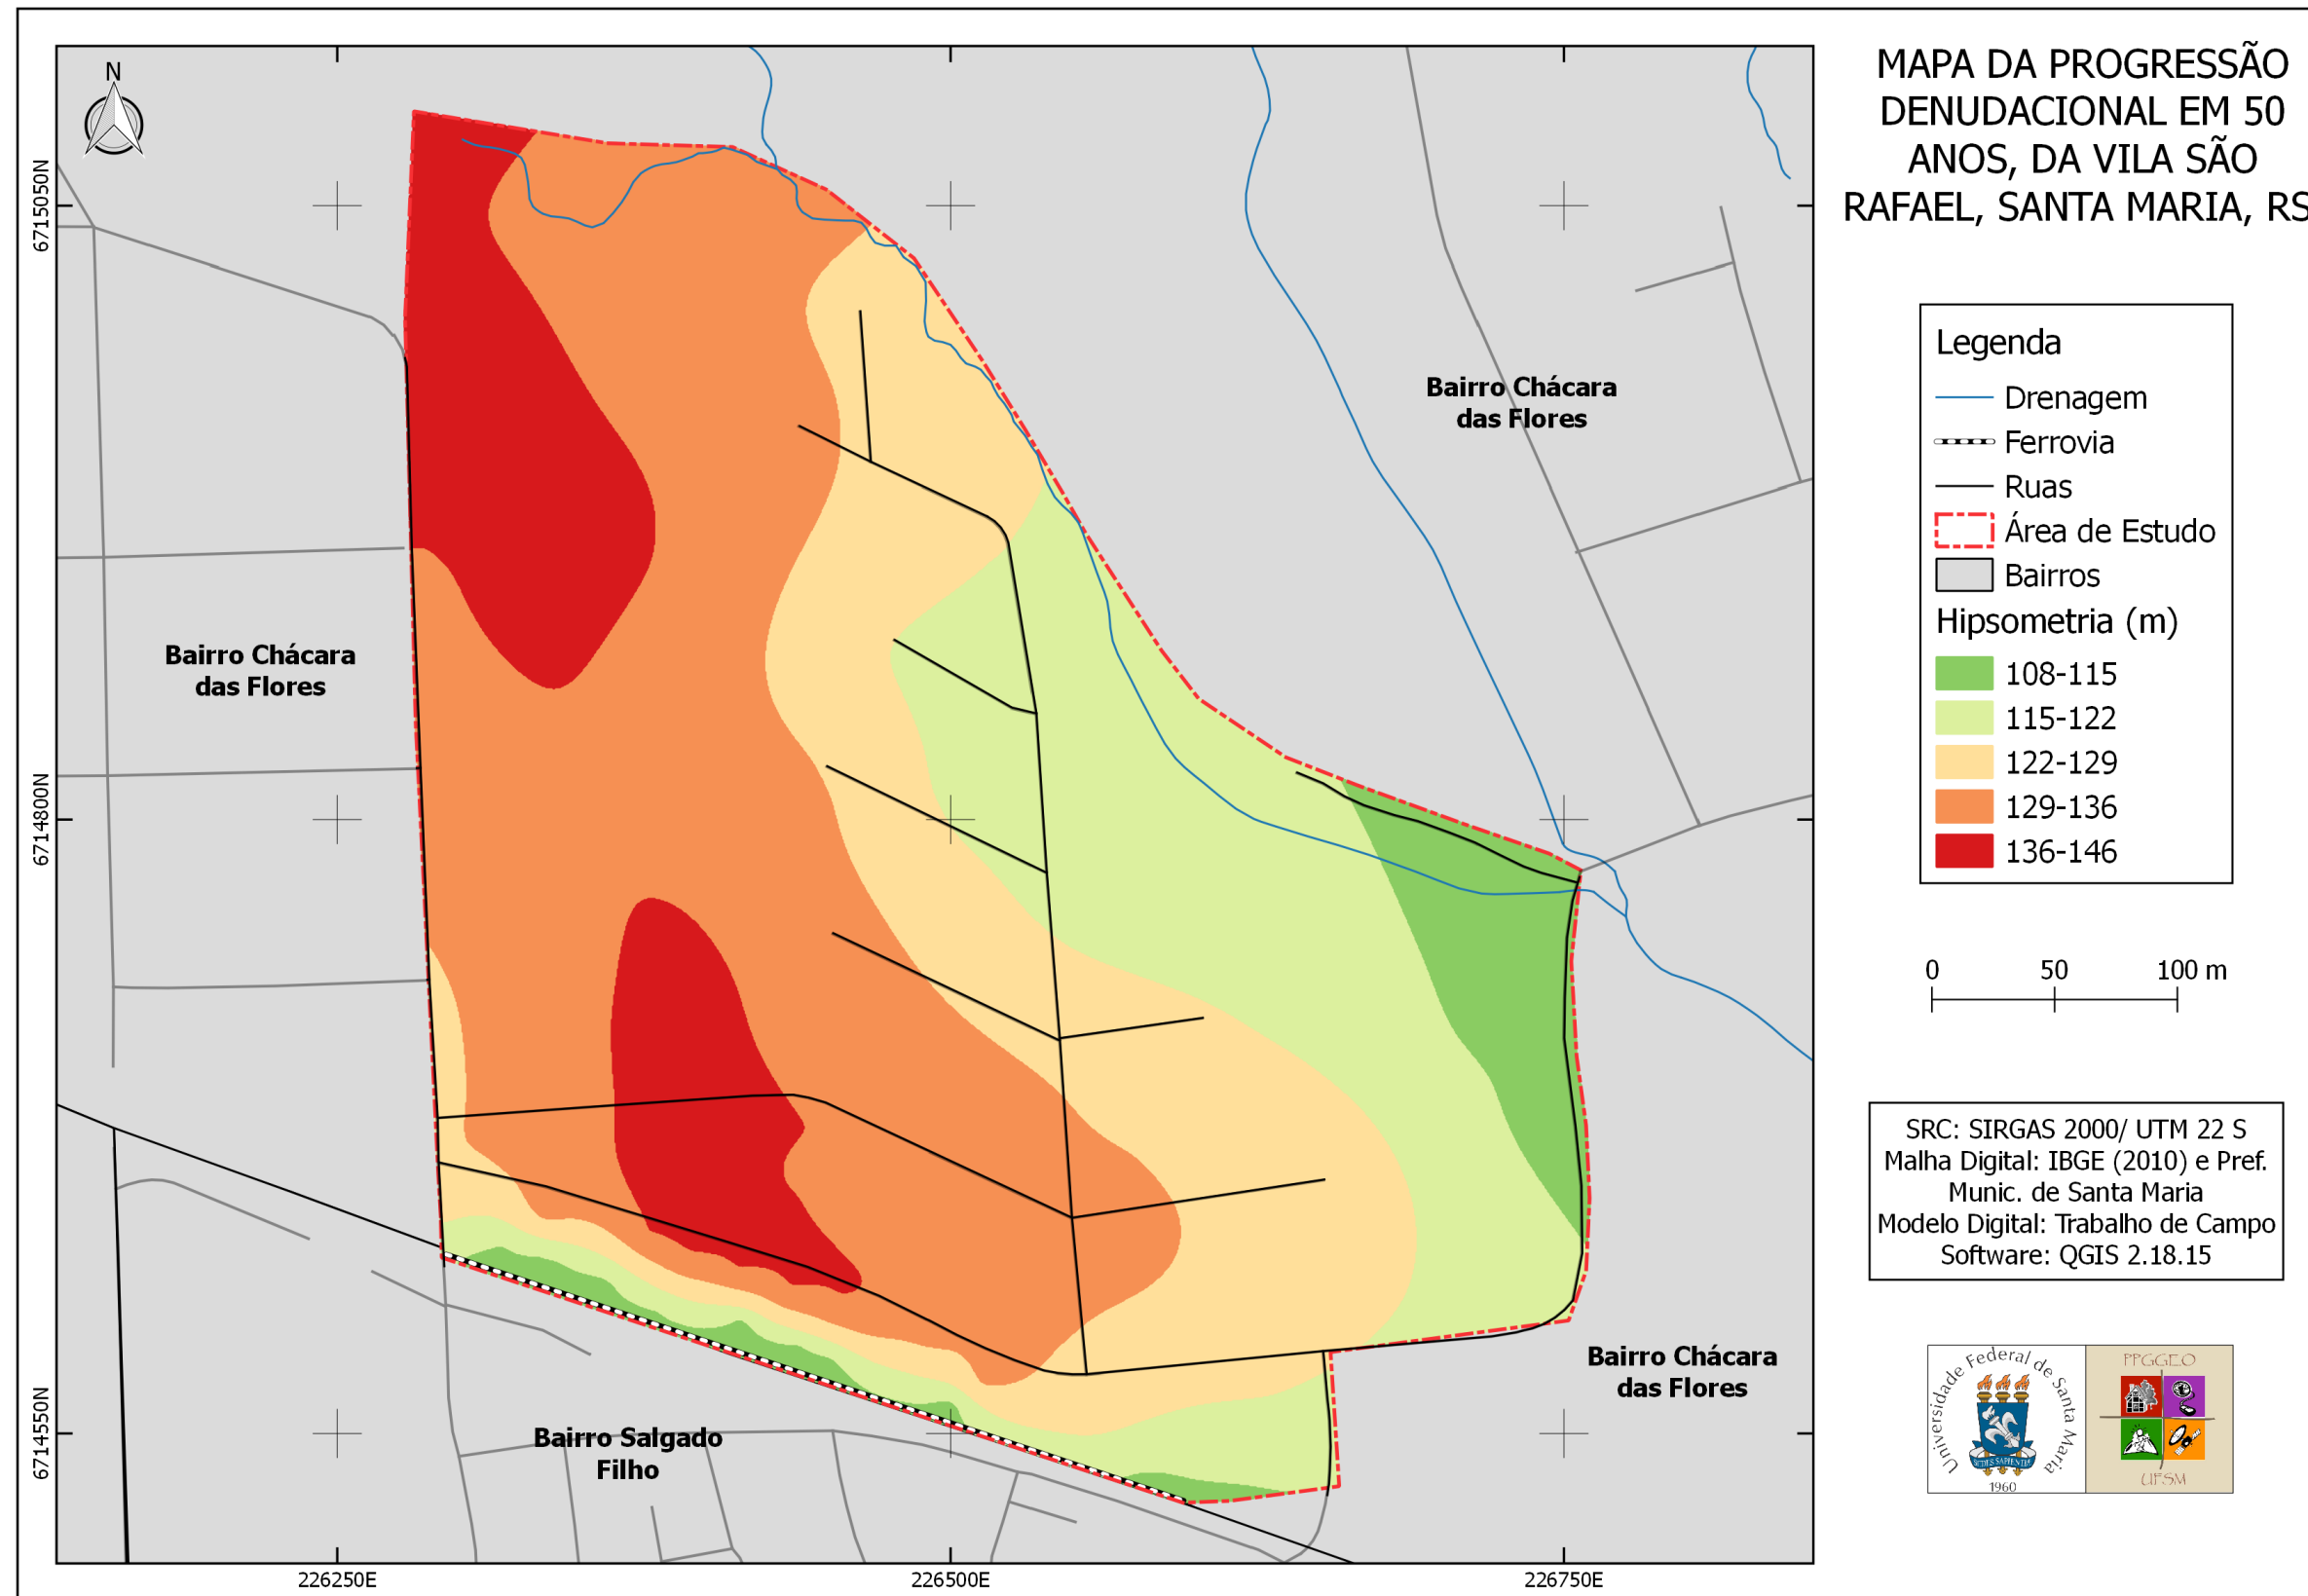 MAPA DA PROGRESSÃO
DENUDACIONAL EM 50
ANOS, DA VILA SÃO
RAFAEL, SANTA MARIA, RS
N
6715050N
6714800N
6714550N
226250E
226500E
226750E
Bairro Chácara
das Flores
Bairro Chácara
das Flores
Bairro Chácara
das Flores
Bairro Salgado
Filho
Legenda
Drenagem
Ferrovia
Ruas
Área de Estudo
Bairros
Hipsometria (m)
108-115
115-122
122-129
129-136
136-146
0 50 100 m
SRC: SIRGAS 2000/ UTM 22 S
Malha Digital: IBGE (2010) e Pref.
Munic. de Santa Maria
Modelo Digital: Trabalho de Campo
Software: QGIS 2.18.15
Universidade Federal de Santa Maria
SEDES SAPIENTIAE
1960
PPGGEO
UFSM